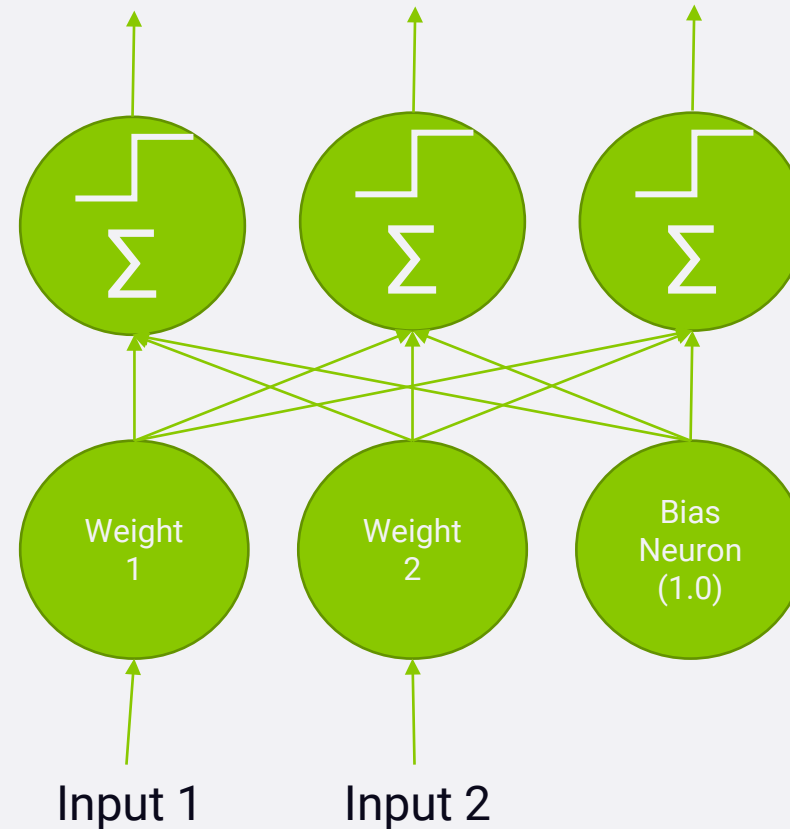 Σ
Σ
Σ
Weight
1
Weight
2
Bias
Neuron
(1.0)
Input 1
Input 2